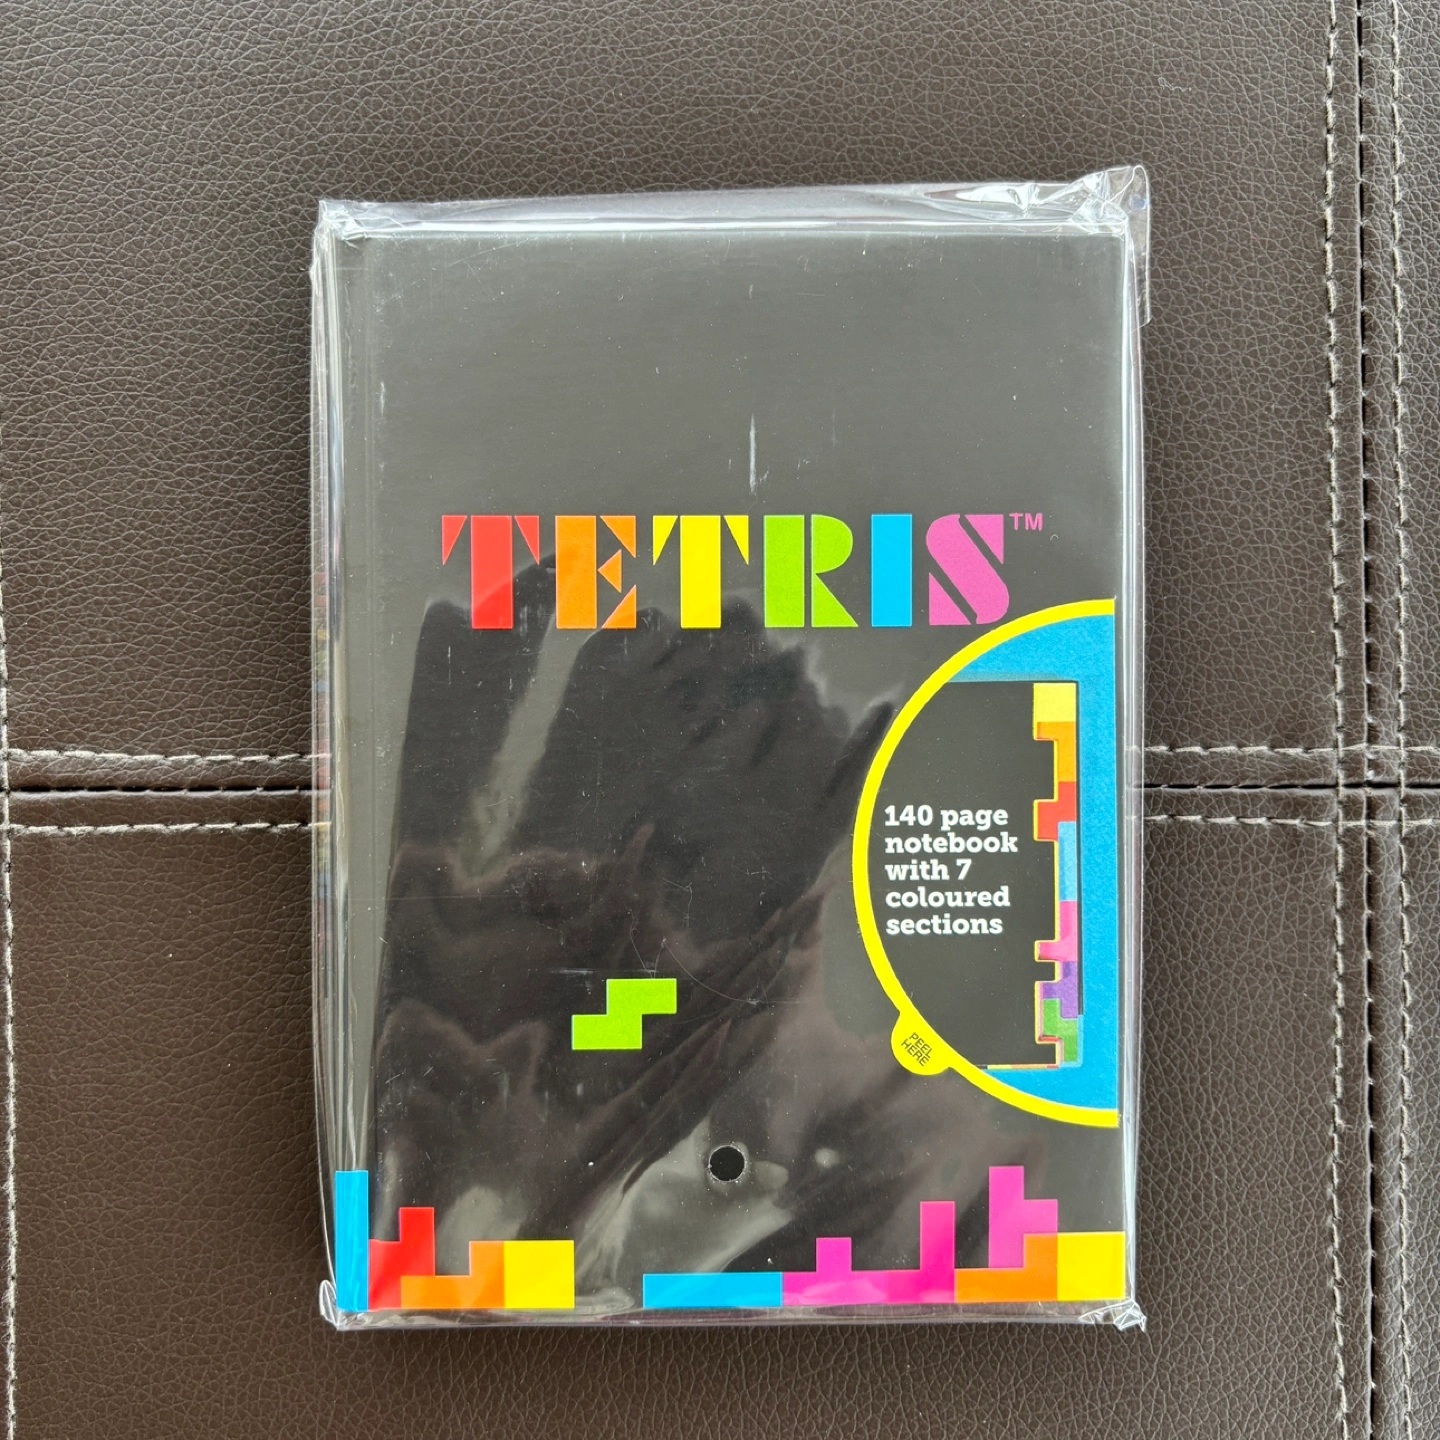 TETRIS™
140 page
notebook
with 7
coloured
sections
PEEL
HERE